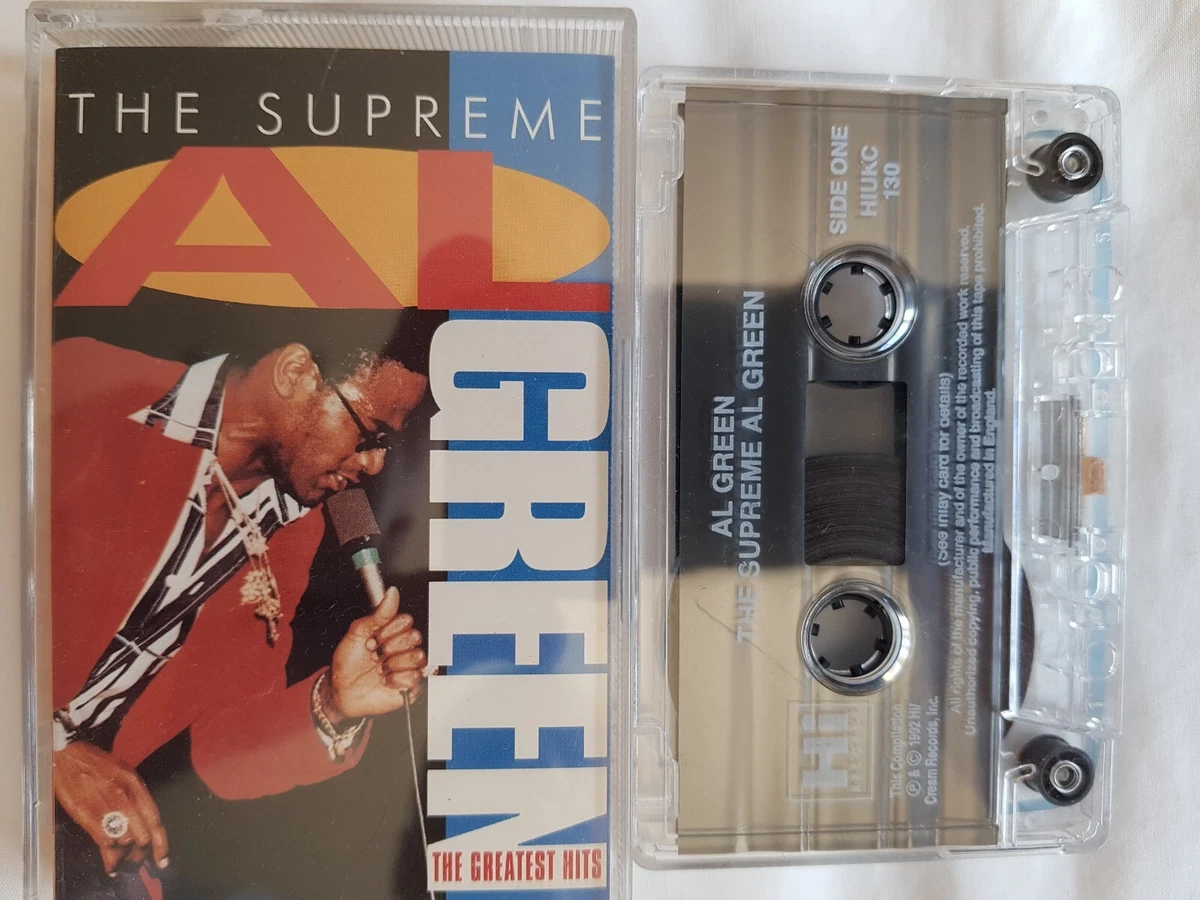 THE SUPREME
AL
GREEN
THE GREATEST HITS
SIDE ONE
HIUKC
130
AL GREEN
THE SUPREME AL GREEN
(See inlay card for details)
All rights of the manufacturer and of the owner of the recorded work reserved.
Unauthorized copying, public performance and broadcasting of this tape prohibited.
Manufactured in England.
Hi
RECORDS
This Compilation
℗ & © 1992 Hi/
Cream Records, Inc.